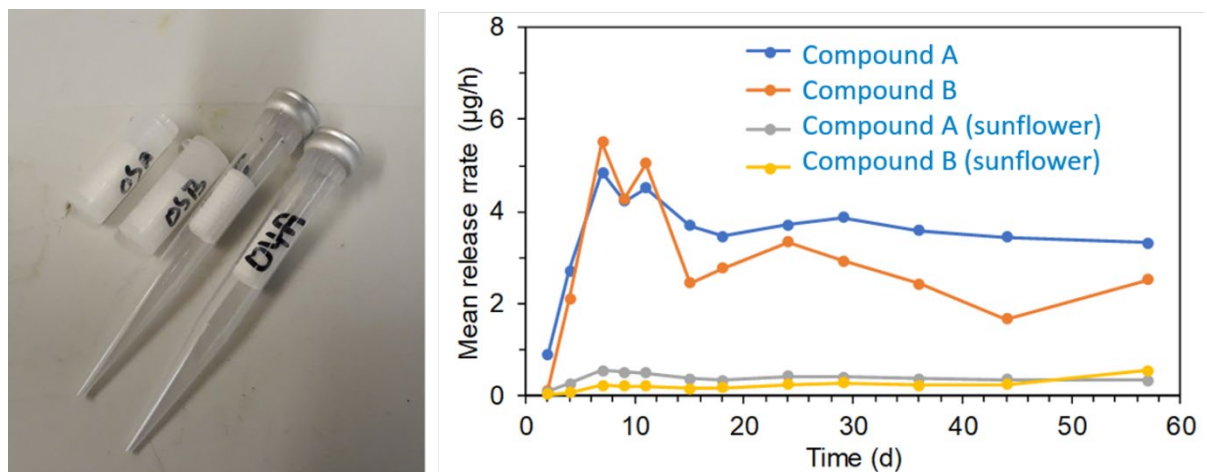 OSA
OSB
O4A
8
6
4
2
0
Mean release rrate (µg/h)
Compound A
Compound B
Compound A (sunflower)
Compound B (sunflower)
0 10 20 30 40 50 60
Time (d)